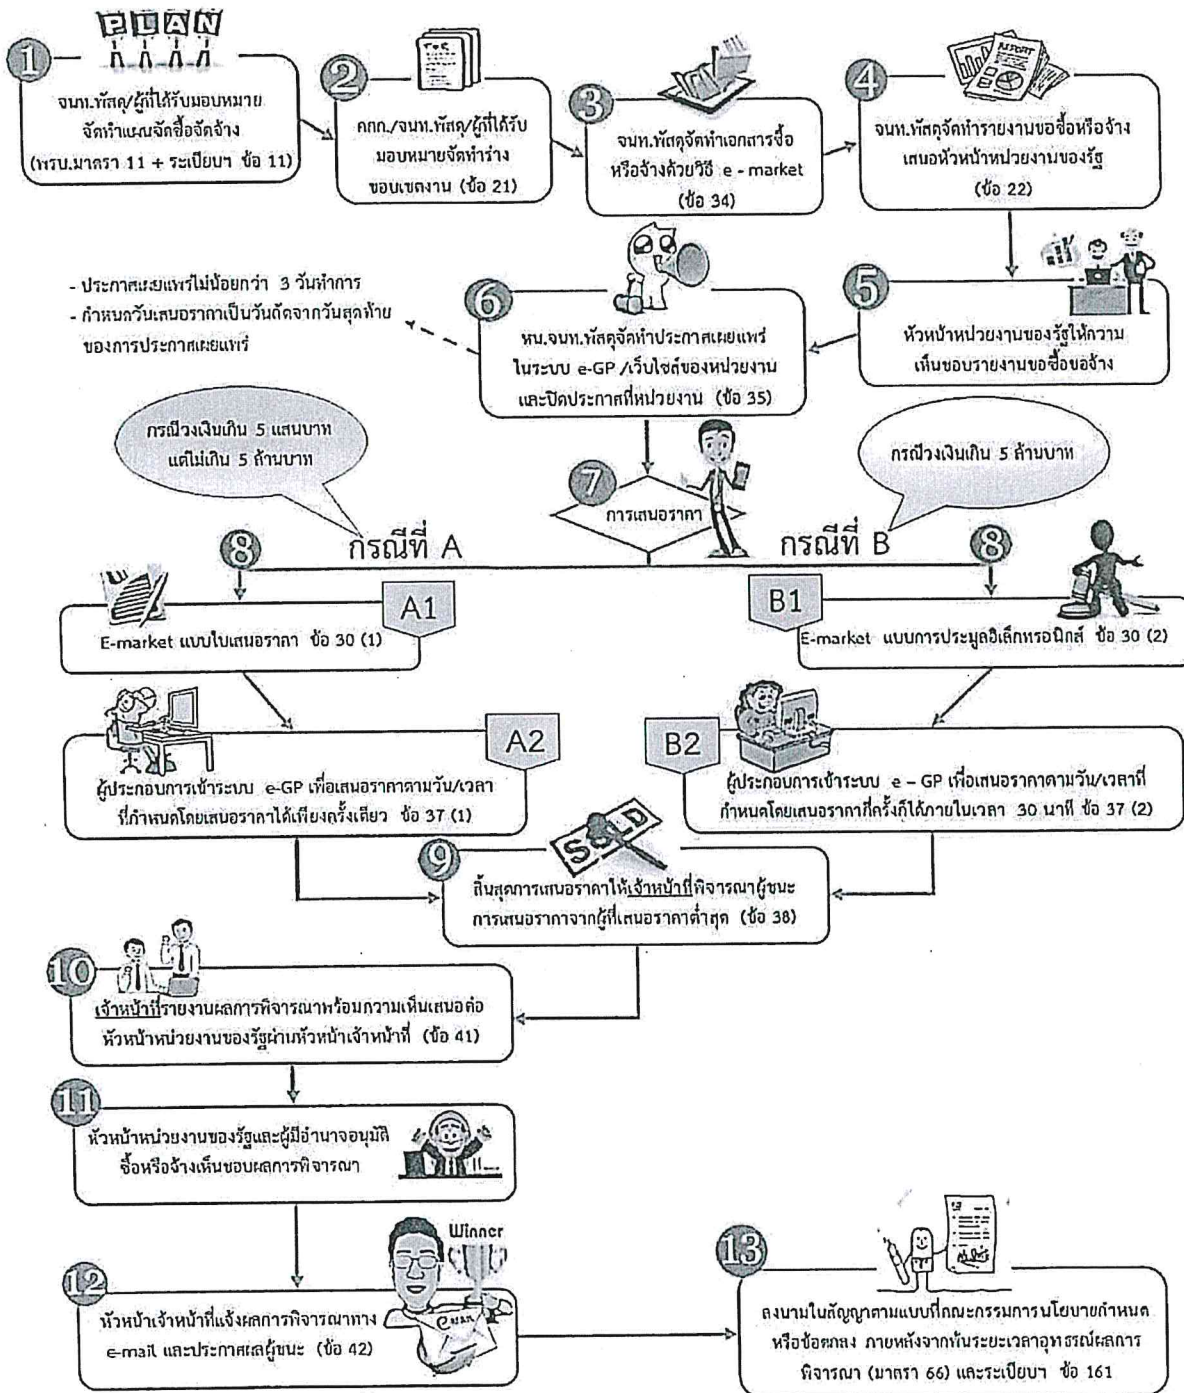 PLAN
1
จนท.พัสดุ/ผู้ที่ได้รับมอบหมาย
จัดทำแผนจัดซื้อจัดจ้าง
(พรบ.มาตรา 11 + ระเบียบฯ ข้อ 11)
2
คกก./จนท.พัสดุ/ผู้ที่ได้รับ
มอบหมายจัดทำร่าง
ขอบเขตงาน (ข้อ 21)
3
จนท.พัสดุจัดทำเอกสารซื้อ
หรือจ้างด้วยวิธี e - market
(ข้อ 34)
REPORT
4
จนท.พัสดุจัดทำรายงานขอซื้อหรือจ้าง
เสนอหัวหน้าหน่วยงานของรัฐ
(ข้อ 22)
5
หัวหน้าหน่วยงานของรัฐให้ความ
เห็นชอบรายงานขอซื้อขอจ้าง
6
หน.จนท.พัสดุจัดทำประกาศเผยแพร่
ในระบบ e-GP /เว็บไซต์ของหน่วยงาน
และปิดประกาศที่หน่วยงาน (ข้อ 35)
- ประกาศเผยแพร่ไม่น้อยกว่า 3 วันทำการ
- กำหนดวันเสนอราคาเป็นวันถัดจากวันสุดท้าย
ของการประกาศเผยแพร่
กรณีวงเงินเกิน 5 แสนบาท
แต่ไม่เกิน 5 ล้านบาท
กรณีวงเงินเกิน 5 ล้านบาท
7
การเสนอราคา
8
กรณีที่ A
กรณีที่ B
8
A1
E-market แบบใบเสนอราคา ข้อ 30 (1)
B1
E-market แบบการประมูลอิเล็กทรอนิกส์ ข้อ 30 (2)
A2
ผู้ประกอบการเข้าระบบ e-GP เพื่อเสนอราคาตามวัน/เวลา
ที่กำหนดโดยเสนอราคาได้เพียงครั้งเดียว ข้อ 37 (1)
B2
ผู้ประกอบการเข้าระบบ e – GP เพื่อเสนอราคาตามวัน/เวลาที่
กำหนดโดยเสนอราคากี่ครั้งก็ได้ภายในเวลา 30 นาที ข้อ 37 (2)
SOLD
9
สิ้นสุดการเสนอราคาให้เจ้าหน้าที่พิจารณาผู้ชนะ
การเสนอราคาจากผู้ที่เสนอราคาต่ำสุด (ข้อ 38)
10
เจ้าหน้าที่รายงานผลการพิจารณาพร้อมความเห็นเสนอต่อ
หัวหน้าหน่วยงานของรัฐผ่านหัวหน้าเจ้าหน้าที่ (ข้อ 41)
11
หัวหน้าหน่วยงานของรัฐและผู้มีอำนาจอนุมัติ
ซื้อหรือจ้างเห็นชอบผลการพิจารณา
Winner
12
หัวหน้าเจ้าหน้าที่แจ้งผลการพิจารณาทาง
e-mail และประกาศผลผู้ชนะ (ข้อ 42)
13
ลงนามในสัญญาตามแบบที่คณะกรรมการนโยบายกำหนด
หรือข้อตกลง ภายหลังจากพ้นระยะเวลาอุทธรณ์ผลการ
พิจารณา (มาตรา 66) และระเบียบฯ ข้อ 161